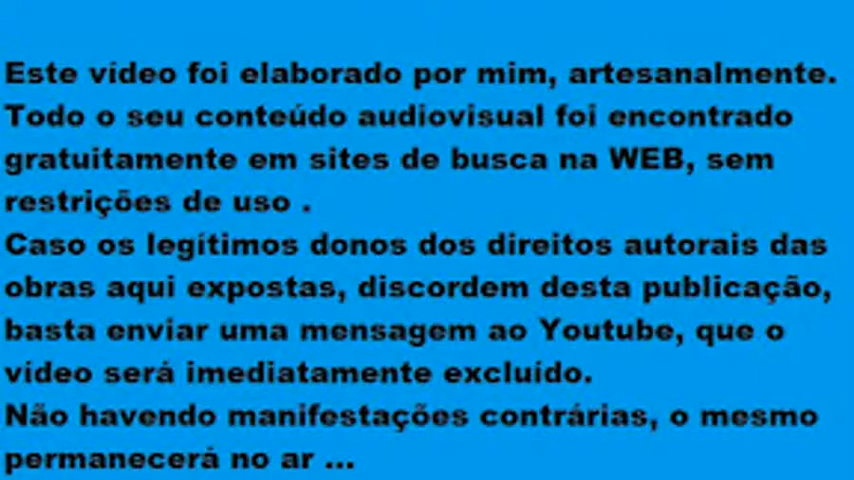 Este vídeo foi elaborado por mim, artesanalmente.
Todo o seu conteúdo audiovisual foi encontrado
gratuitamente em sites de busca na WEB, sem
restrições de uso .
Caso os legítimos donos dos direitos autorais das
obras aqui expostas, discordem desta publicação,
basta enviar uma mensagem ao Youtube, que o
vídeo será imediatamente excluído.
Não havendo manifestações contrárias, o mesmo
permanecerá no ar ...